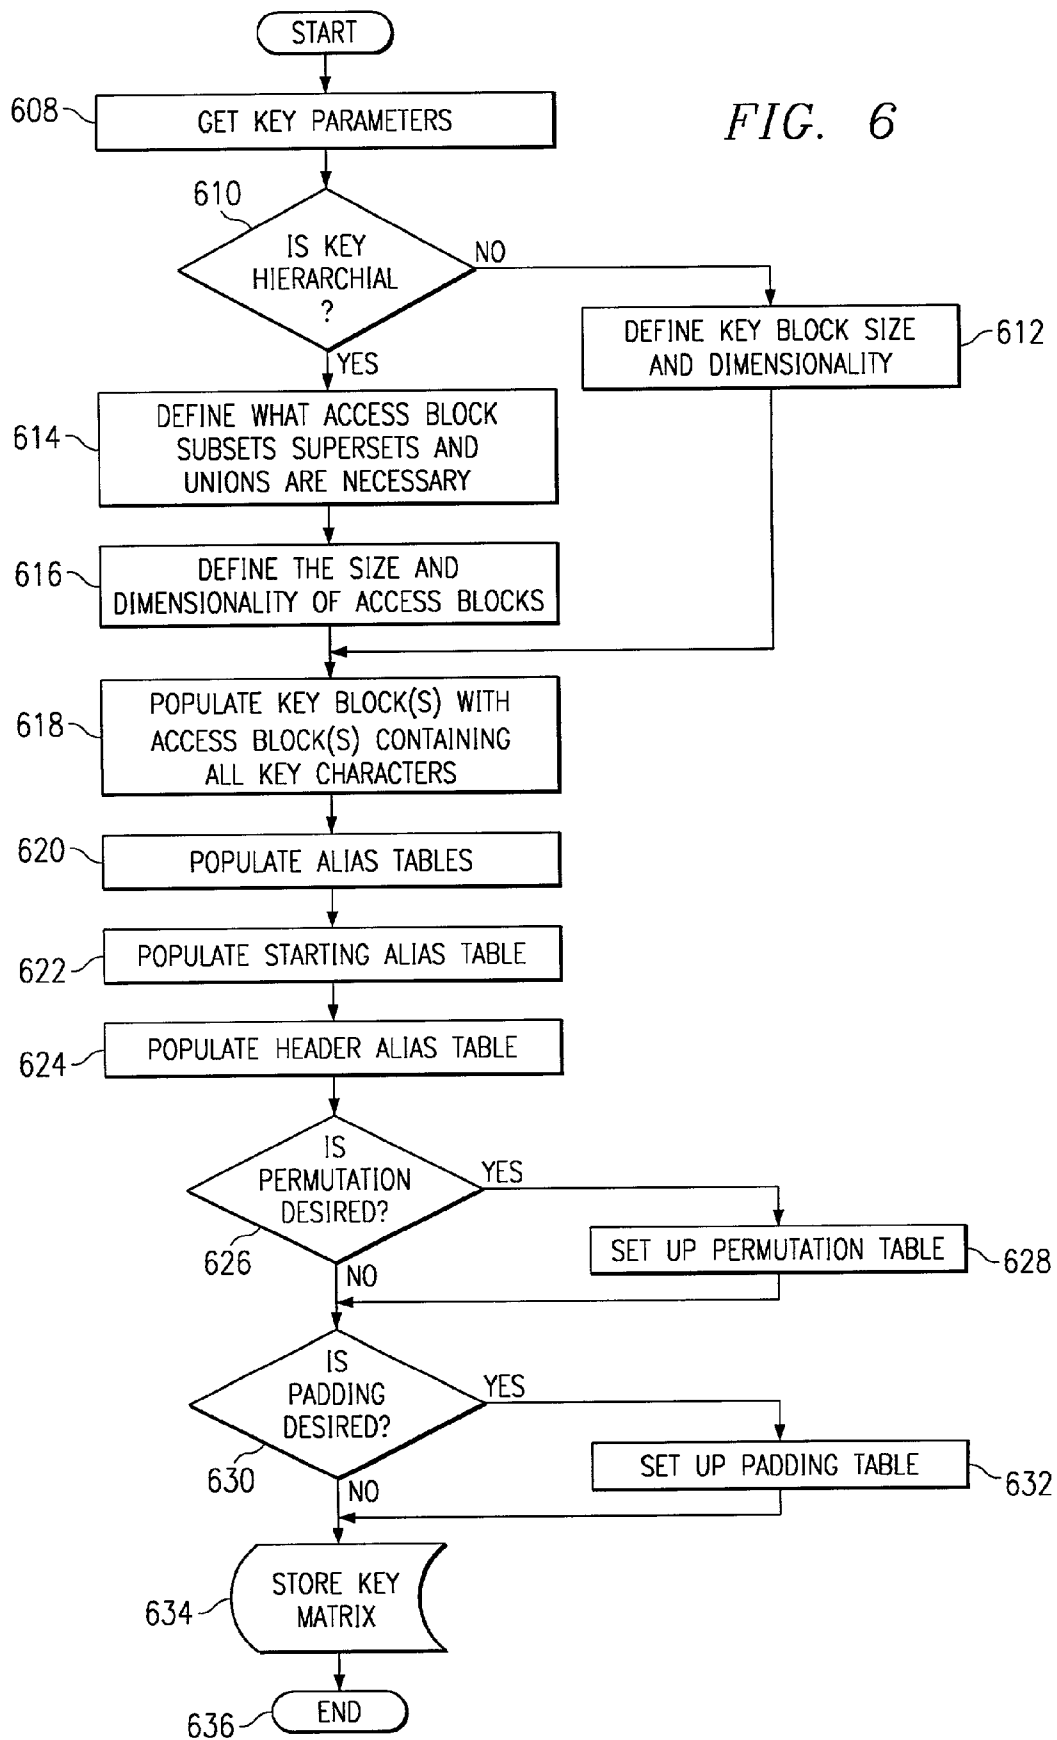 START
608
GET KEY PARAMETERS
FIG. 6
610
IS KEY
HIERARCHIAL
?
NO
YES
DEFINE KEY BLOCK SIZE
AND DIMENSIONALITY
612
614
DEFINE WHAT ACCESS BLOCK
SUBSETS SUPERSETS AND
UNIONS ARE NECESSARY
616
DEFINE THE SIZE AND
DIMENSIONALITY OF ACCESS BLOCKS
618
POPULATE KEY BLOCK(S) WITH
ACCESS BLOCK(S) CONTAINING
ALL KEY CHARACTERS
620
POPULATE ALIAS TABLES
622
POPULATE STARTING ALIAS TABLE
624
POPULATE HEADER ALIAS TABLE
IS
PERMUTATION
DESIRED?
YES
626
NO
SET UP PERMUTATION TABLE
628
IS
PADDING
DESIRED?
YES
630
NO
SET UP PADDING TABLE
632
634
STORE KEY
MATRIX
636
END